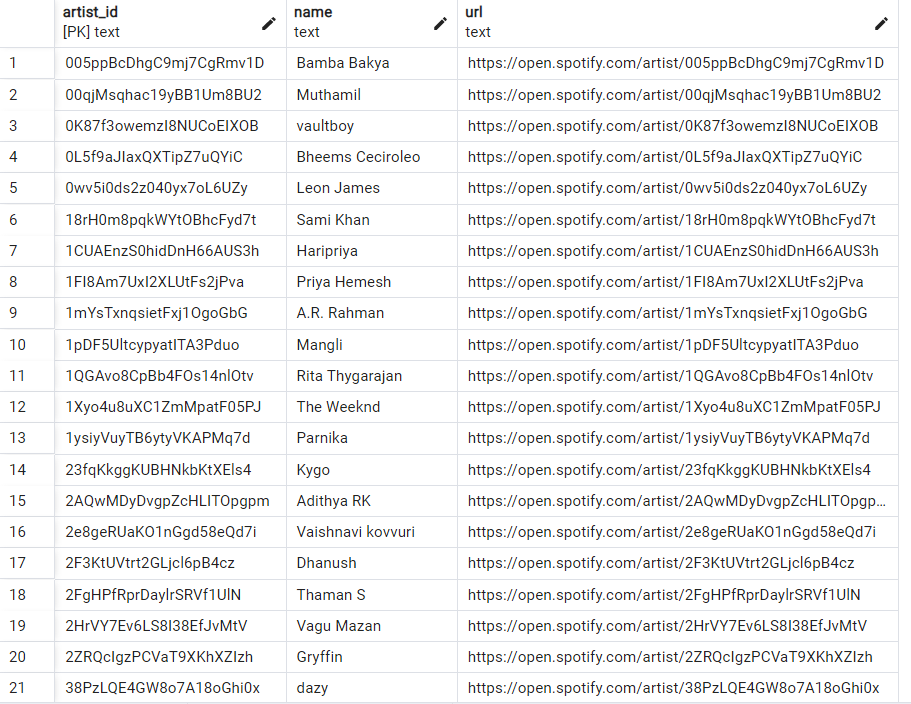 artist_id name url
[PK] text text text
1 005ppBcDhgC9mj7CgRmv1D Bamba Bakya https://open.spotify.com/artist/005ppBcDhgC9mj7CgRmv1D
2 00qjMsqhac19yBB1Um8BU2 Muthamil https://open.spotify.com/artist/00qjMsqhac19yBB1Um8BU2
3 0K87f3owemzI8NUCoEIXOB vaultboy https://open.spotify.com/artist/0K87f3owemzI8NUCoEIXOB
4 0L5f9aJIaxQXTipZ7uQYiC Bheems Ceciroleo https://open.spotify.com/artist/0L5f9aJIaxQXTipZ7uQYiC
5 0wv5i0ds2z040yx7oL6UZy Leon James https://open.spotify.com/artist/0wv5i0ds2z040yx7oL6UZy
6 18rH0m8pqkWYtOBhcFyd7t Sami Khan https://open.spotify.com/artist/18rH0m8pqkWYtOBhcFyd7t
7 1CUAEnzS0hidDnH66AUS3h Haripriya https://open.spotify.com/artist/1CUAEnzS0hidDnH66AUS3h
8 1FI8Am7UxI2XLUtFs2jPva Priya Hemesh https://open.spotify.com/artist/1FI8Am7UxI2XLUtFs2jPva
9 1mYsTxnqsietFxj1OgoGbG A.R. Rahman https://open.spotify.com/artist/1mYsTxnqsietFxj1OgoGbG
10 1pDF5UltcypyatITA3Pduo Mangli https://open.spotify.com/artist/1pDF5UltcypyatITA3Pduo
11 1QGAvo8CpBb4FOs14nlOtv Rita Thygarajan https://open.spotify.com/artist/1QGAvo8CpBb4FOs14nlOtv
12 1Xyo4u8uXC1ZmMpatF05PJ The Weeknd https://open.spotify.com/artist/1Xyo4u8uXC1ZmMpatF05PJ
13 1ysiyVuyTB6ytyVKAPMq7d Parnika https://open.spotify.com/artist/1ysiyVuyTB6ytyVKAPMq7d
14 23fqKkggKUBHNkbKtXEls4 Kygo https://open.spotify.com/artist/23fqKkggKUBHNkbKtXEls4
15 2AQwMDyDvgpZcHLITOpgpm Adithya RK https://open.spotify.com/artist/2AQwMDyDvgpZcHLITOpgp...
16 2e8geRUaKO1nGgd58eQd7i Vaishnavi kovvuri https://open.spotify.com/artist/2e8geRUaKO1nGgd58eQd7i
17 2F3KtUVtrt2GLjcl6pB4cz Dhanush https://open.spotify.com/artist/2F3KtUVtrt2GLjcl6pB4cz
18 2FgHPfRprDaylrSRVf1UlN Thaman S https://open.spotify.com/artist/2FgHPfRprDaylrSRVf1UlN
19 2HrVY7Ev6LS8I38EfJvMtV Vagu Mazan https://open.spotify.com/artist/2HrVY7Ev6LS8I38EfJvMtV
20 2ZRQcIgzPCVaT9XKhXZIzh Gryffin https://open.spotify.com/artist/2ZRQcIgzPCVaT9XKhXZIzh
21 38PzLQE4GW8o7A18oGhi0x dazy https://open.spotify.com/artist/38PzLQE4GW8o7A18oGhi0x